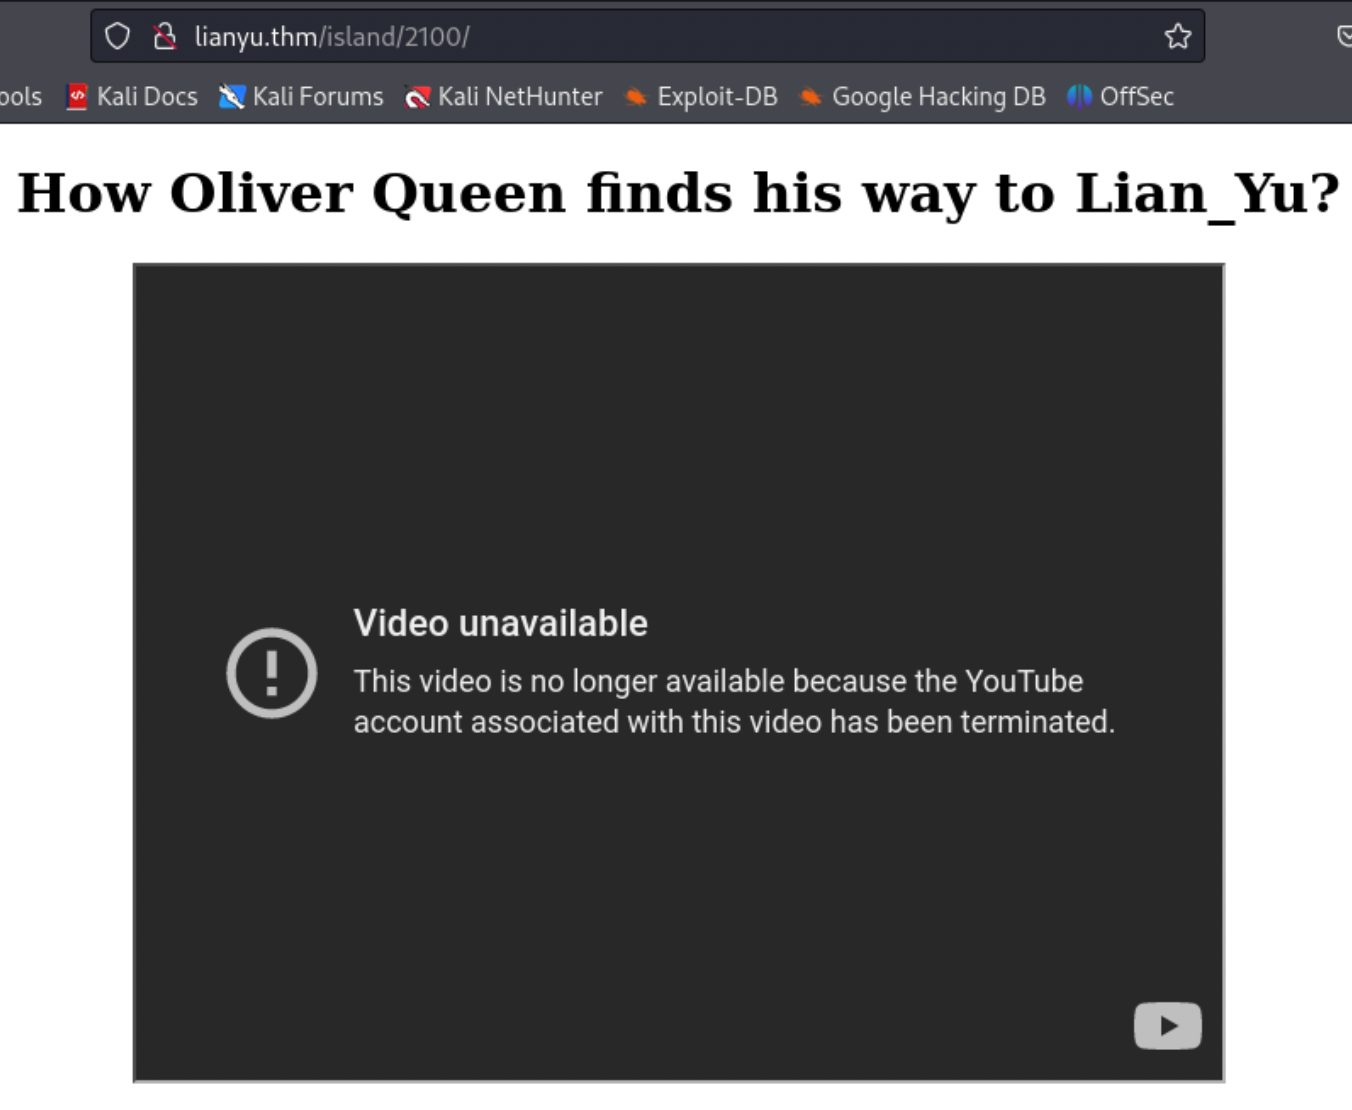 lianyu.thm/island/2100/
ools Kali Docs Kali Forums Kali NetHunter Exploit-DB Google Hacking DB OffSec
How Oliver Queen finds his way to Lian_Yu?
Video unavailable
This video is no longer available because the YouTube
account associated with this video has been terminated.